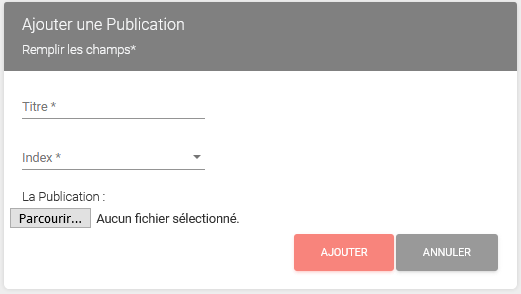 Ajouter une Publication
Remplir les champs*
Titre *
Index *
La Publication :
Parcourir... Aucun fichier sélectionné.
AJOUTER ANNULER